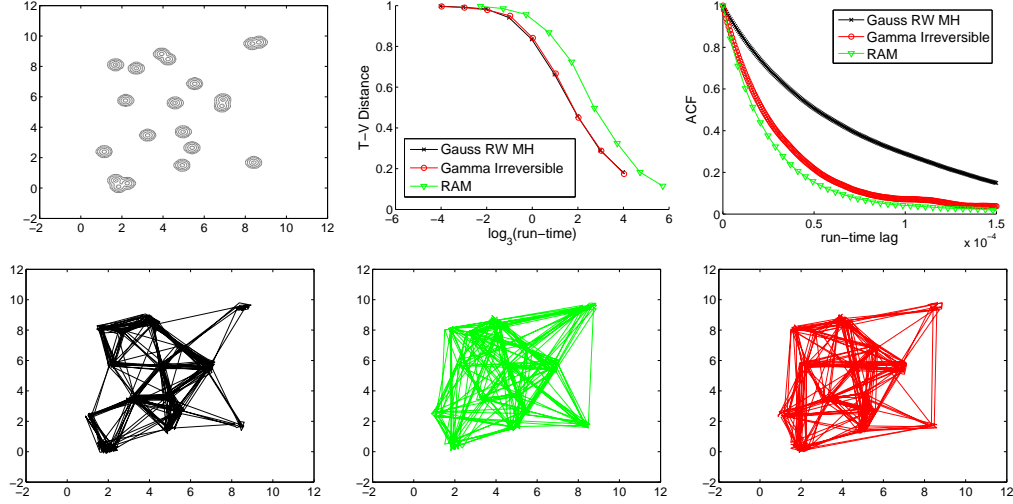 12
10
8
6
4
2
0
−2
−2 0 2 4 6 8 10 12
T−V Distance
1
0.8
0.6
0.4
0.2
0
−6 −4 −2 0 2 4 6
log3(run−time)
Gauss RW MH
Gamma Irreversible
RAM
ACF
1
0.8
0.6
0.4
0.2
0
0 0.5 1 1.5
run−time lag
x 10−4
Gauss RW MH
Gamma Irreversible
RAM
12
10
8
6
4
2
0
−2
−2 0 2 4 6 8 10 12
12
10
8
6
4
2
0
−2
−2 0 2 4 6 8 10 12
12
10
8
6
4
2
0
−2
−2 0 2 4 6 8 10 12